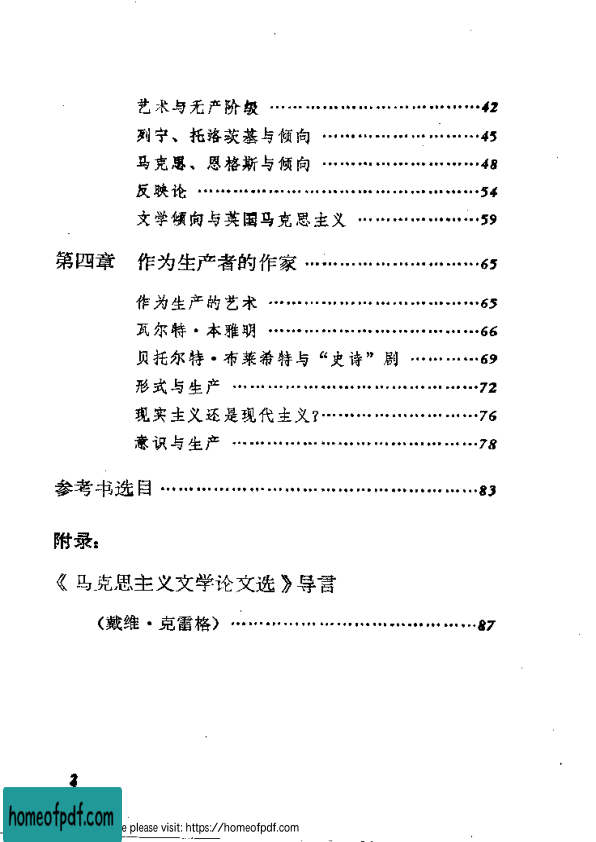 艺术与无产阶级 ……………………………… 42
列宁、托洛茨基与倾向 ……………………… 45
马克思、恩格斯与倾向 ……………………… 48
反映论 ………………………………………… 54
文学倾向与英国马克思主义 ………………… 59
第四章 作为生产者的作家 ………………… 65
作为生产的艺术 ……………………………… 65
瓦尔特·本雅明 ……………………………… 66
贝托尔特·布莱希特与“史诗”剧 ………… 69
形式与生产 …………………………………… 72
现实主义还是现代主义?……………………… 76
意识与生产 …………………………………… 78
参考书选目 …………………………………… 83
附录:
《马克思主义文学论文选》导言
(戴维·克雷格) …………………………… 87
2
homeofpdf.com
e please visit: https://homeofpdf.com